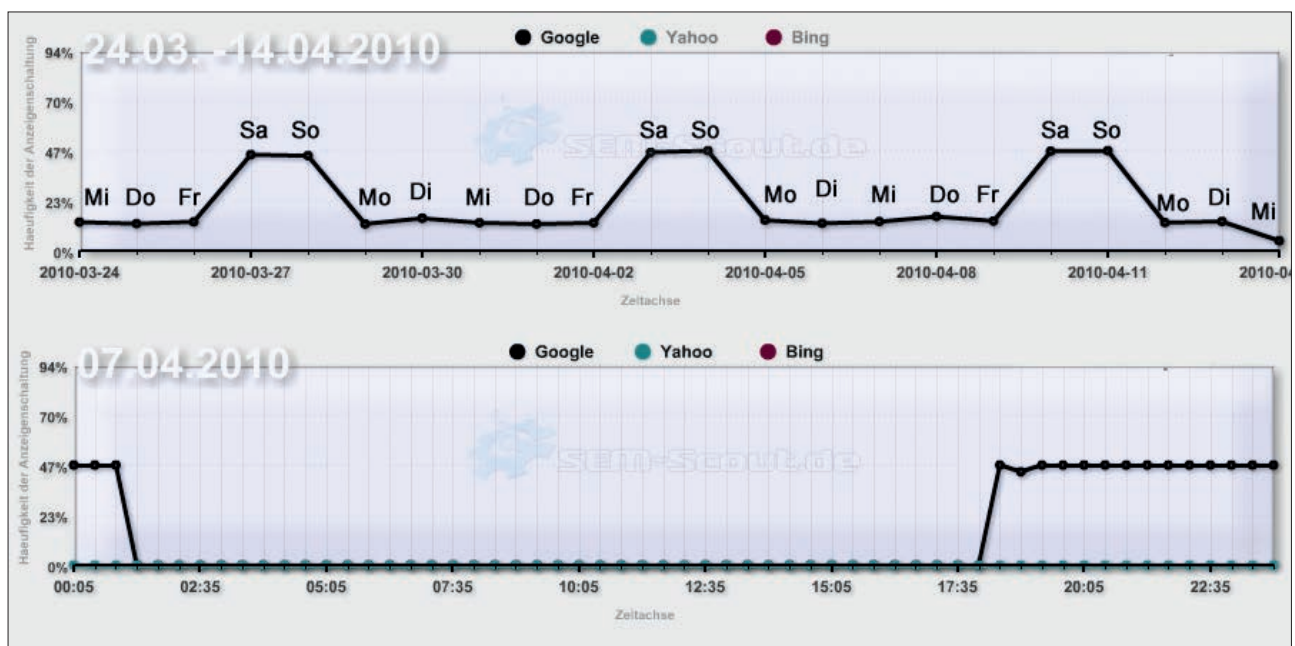 24.03. -14.04.2010
Google Yahoo Bing
Haeufigkeit der Anzeigenschaltung
94%
70%
47%
23%
0%
SEM-Scout.de
Sa So Sa So Sa So
Mi Do Fr Mo Di Mi Do Fr Mo Di Mi Do Fr Mo Di Mi
2010-03-24 2010-03-27 2010-03-30 2010-04-02 2010-04-05 2010-04-08 2010-04-11 2010-04
Zeitachse
07.04.2010
Google Yahoo Bing
Haeufigkeit der Anzeigenschaltung
94%
70%
47%
23%
0%
SEM-Scout.de
00:05 02:35 05:05 07:35 10:05 12:35 15:05 17:35 20:05 22:35
Zeitachse